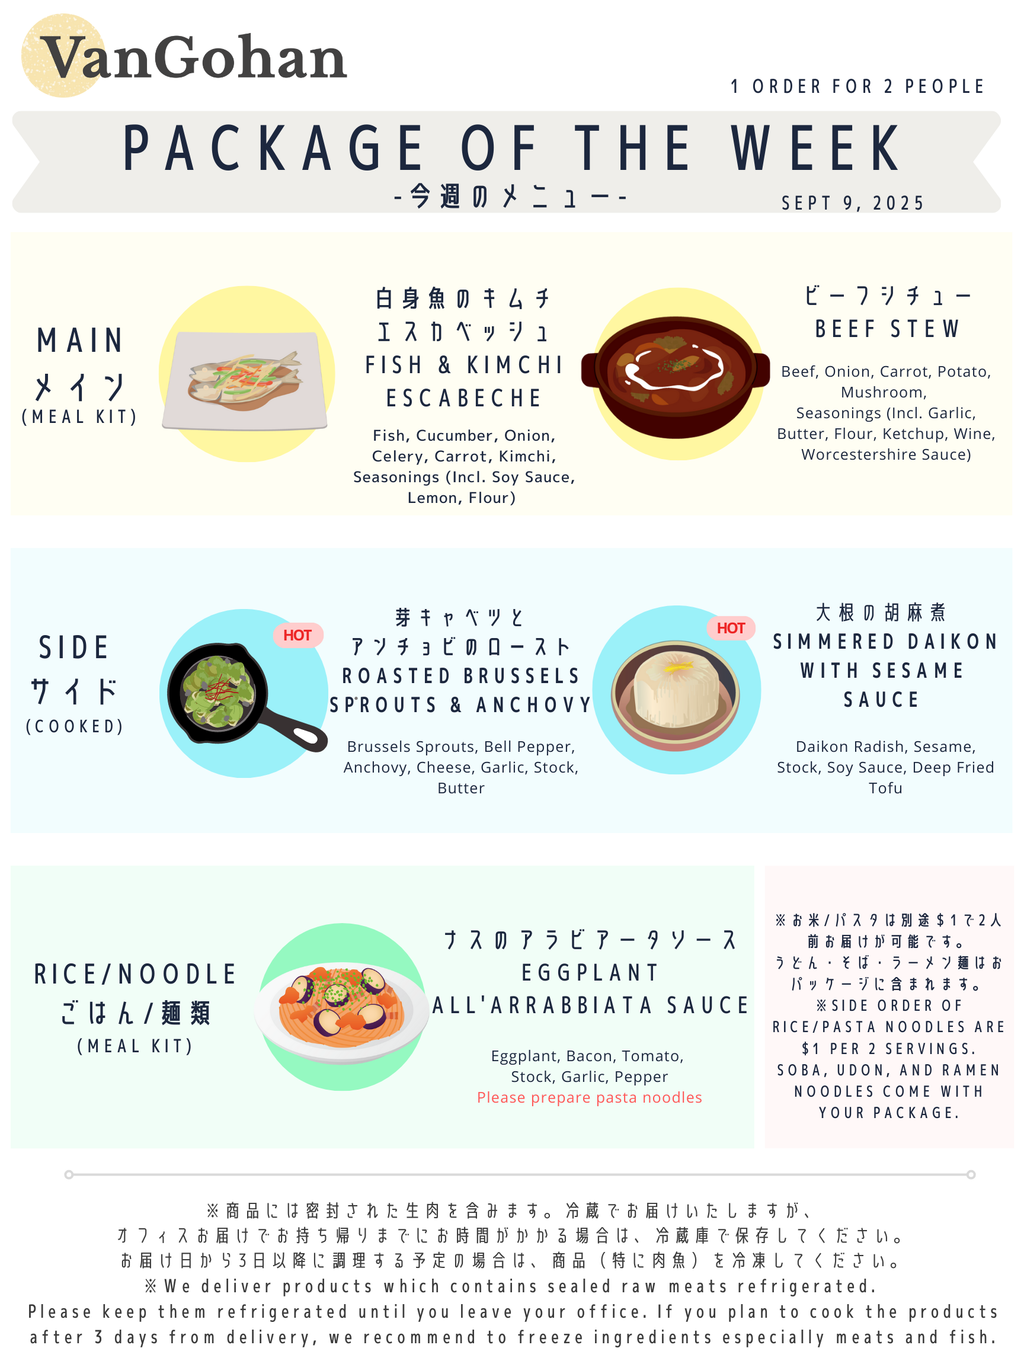 VanGohan
1 ORDER FOR 2 PEOPLE
PACKAGE OF THE WEEK
-今週のメニュー-
SEPT 9, 2025
MAIN
メイン
(MEAL KIT)
白身魚のキムチ
エスカベッシュ
FISH & KIMCHI
ESCABECHE
Fish, Cucumber, Onion,
Celery, Carrot, Kimchi,
Seasonings (Incl. Soy Sauce,
Lemon, Flour)
ビーフシチュー
BEEF STEW
Beef, Onion, Carrot, Potato,
Mushroom,
Seasonings (Incl. Garlic,
Butter, Flour, Ketchup, Wine,
Worcestershire Sauce)
SIDE
サイド
(COOKED)
HOT
芽キャベツと
アンチョビのロースト
ROASTED BRUSSELS
SPROUTS & ANCHOVY
Brussels Sprouts, Bell Pepper,
Anchovy, Cheese, Garlic, Stock,
Butter
HOT
大根の胡麻煮
SIMMERED DAIKON
WITH SESAME
SAUCE
Daikon Radish, Sesame,
Stock, Soy Sauce, Deep Fried
Tofu
RICE/NOODLE
ごはん/麺類
(MEAL KIT)
ナスのアラビアータソース
EGGPLANT
ALL'ARRABBIATA SAUCE
Eggplant, Bacon, Tomato,
Stock, Garlic, Pepper
Please prepare pasta noodles
※お米/パスタは別途$1で2人
前お届けが可能です。
うどん・そば・ラーメン麺はお
パッケージに含まれます。
※SIDE ORDER OF
RICE/PASTA NOODLES ARE
$1 PER 2 SERVINGS.
SOBA, UDON, AND RAMEN
NOODLES COME WITH
YOUR PACKAGE.
※商品には密封された生肉を含みます。冷蔵でお届けいたしますが、
オフィスお届けでお持ち帰りまでにお時間がかかる場合は、冷蔵庫で保存してください。
お届け日から3日以降に調理する予定の場合は、商品（特に肉魚）を冷凍してください。
※We deliver products which contains sealed raw meats refrigerated.
Please keep them refrigerated until you leave your office. If you plan to cook the products
after 3 days from delivery, we recommend to freeze ingredients especially meats and fish.